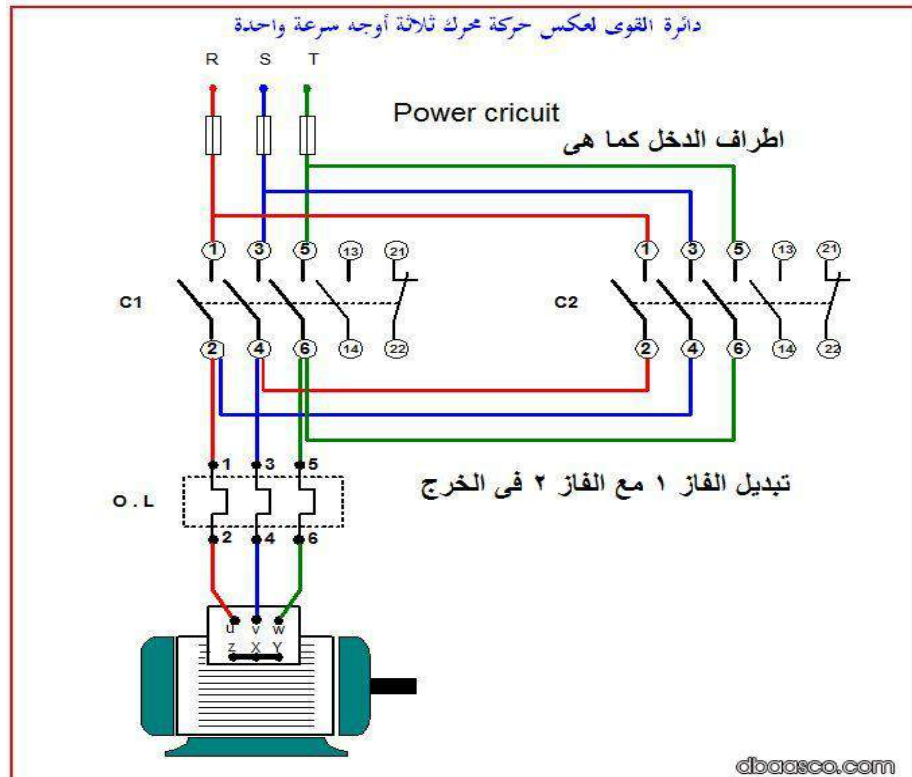 دائرة القوى لعكس حركة محرك ثلاثة أوجه سرعة واحدة
R S T
Power cricuit
اطراف الدخل كما هى
1 3 5 13 21
1 3 5 13 21
C1
C2
2 4 6 14 22
2 4 6 14 22
1 3 5
تبديل الفاز ١ مع الفاز ٢ فى الخرج
O . L
2 4 6
u v w
z X Y
dbaasco.com